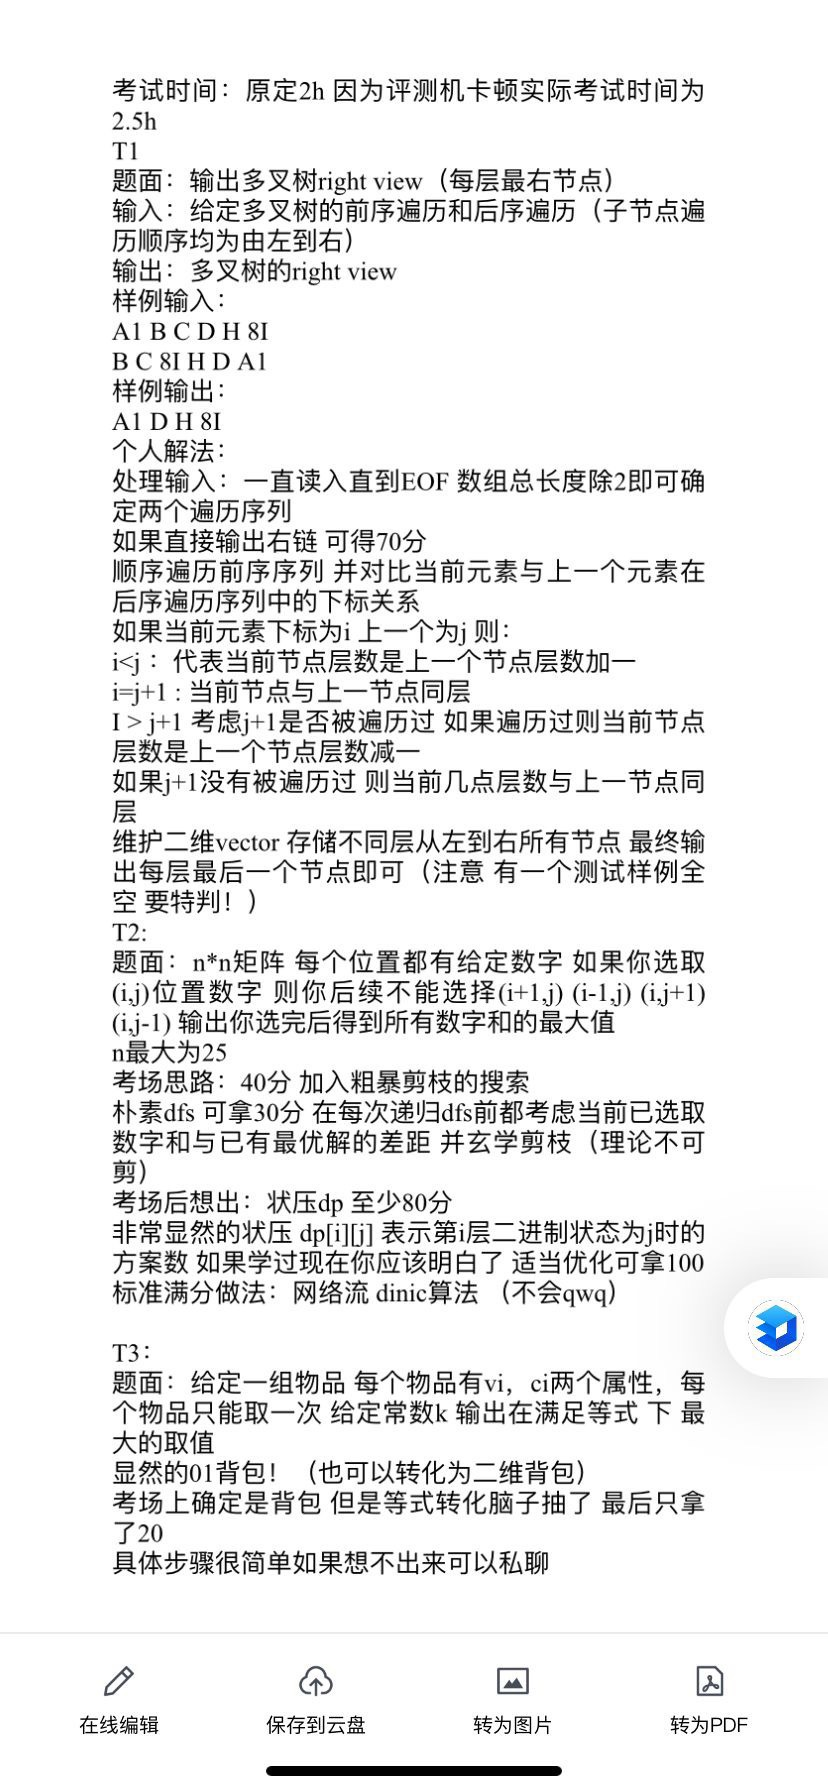 考试时间：原定2h 因为评测机卡顿实际考试时间为
2.5h
T1
题面：输出多叉树right view（每层最右节点）
输入：给定多叉树的前序遍历和后序遍历（子节点遍
历顺序均为由左到右）
输出：多叉树的right view
样例输入：
A1 B C D H 8I
B C 8I H D A1
样例输出：
A1 D H 8I
个人解法：
处理输入：一直读入直到EOF 数组总长度除2即可确
定两个遍历序列
如果直接输出右链 可得70分
顺序遍历前序序列 并对比当前元素与上一个元素在
后序遍历序列中的下标关系
如果当前元素下标为i 上一个为j 则：
i<j：代表当前节点层数是上一个节点层数加一
i=j+1 : 当前节点与上一节点同层
I > j+1 考虑j+1是否被遍历过 如果遍历过则当前节点
层数是上一个节点层数减一
如果j+1没有被遍历过 则当前几点层数与上一节点同
层
维护二维vector 存储不同层从左到右所有节点 最终输
出每层最后一个节点即可（注意 有一个测试样例全
空 要特判！）
T2:
题面：n*n矩阵 每个位置都有给定数字 如果你选取
(i,j)位置数字 则你后续不能选择(i+1,j) (i-1,j) (i,j+1)
(i,j-1) 输出你选完后得到所有数字和的最大值
n最大为25
考场思路：40分 加入粗暴剪枝的搜索
朴素dfs 可拿30分 在每次递归dfs前都考虑当前已选取
数字和与已有最优解的差距 并玄学剪枝（理论不可
剪）
考场后想出：状压dp 至少80分
非常显然的状压 dp[i][j] 表示第i层二进制状态为j时的
方案数 如果学过现在你应该明白了 适当优化可拿100
标准满分做法：网络流 dinic算法 （不会qwq）
T3：
题面：给定一组物品 每个物品有vi，ci两个属性，每
个物品只能取一次 给定常数k 输出在满足等式 下 最
大的取值
显然的01背包！（也可以转化为二维背包）
考场上确定是背包 但是等式转化脑子抽了 最后只拿
了20
具体步骤很简单如果想不出来可以私聊
在线编辑
保存到云盘
转为图片
转为PDF